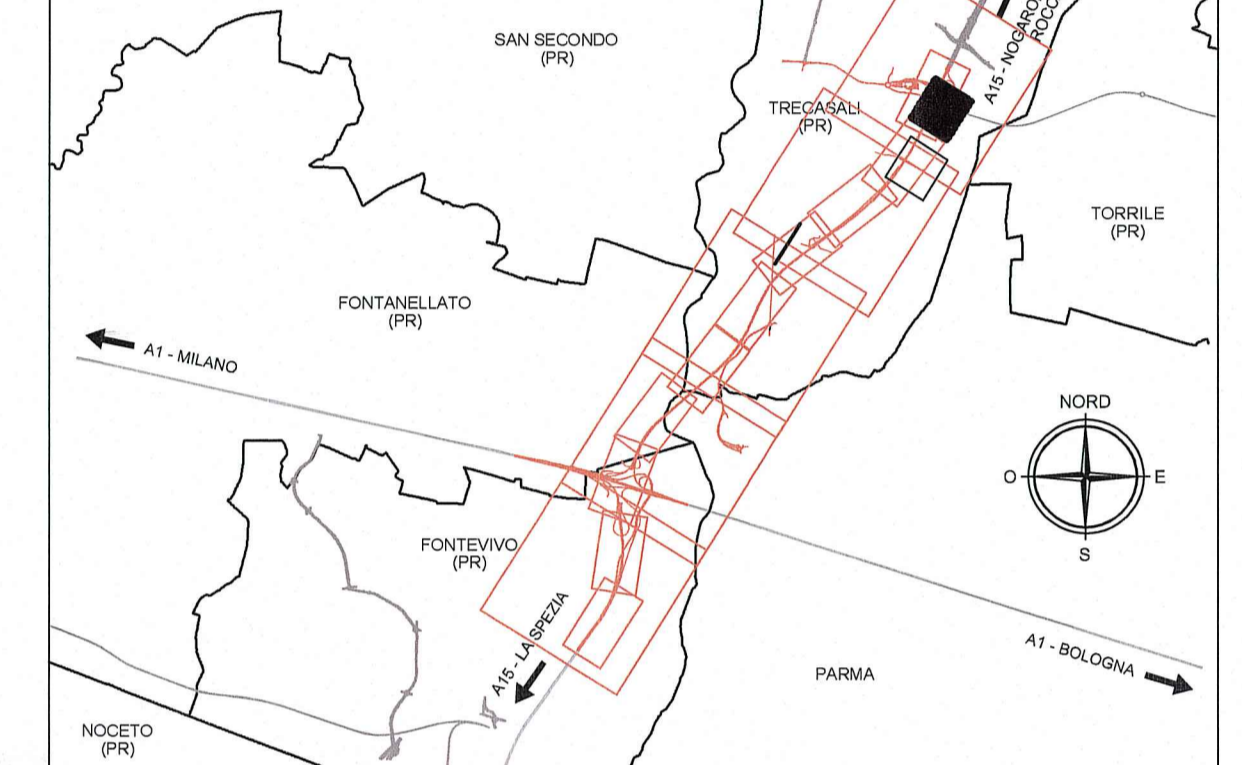 SAN SECONDO
(PR)
A15 - NOGARO
ROCC
TRECASALI
(PR)
TORRILE
(PR)
FONTANELLATO
(PR)
A1 - MILANO
NORD
O
E
S
FONTEVIVO
(PR)
A15 - LA SPEZIA
A1 - BOLOGNA
PARMA
NOCETO
(PR)